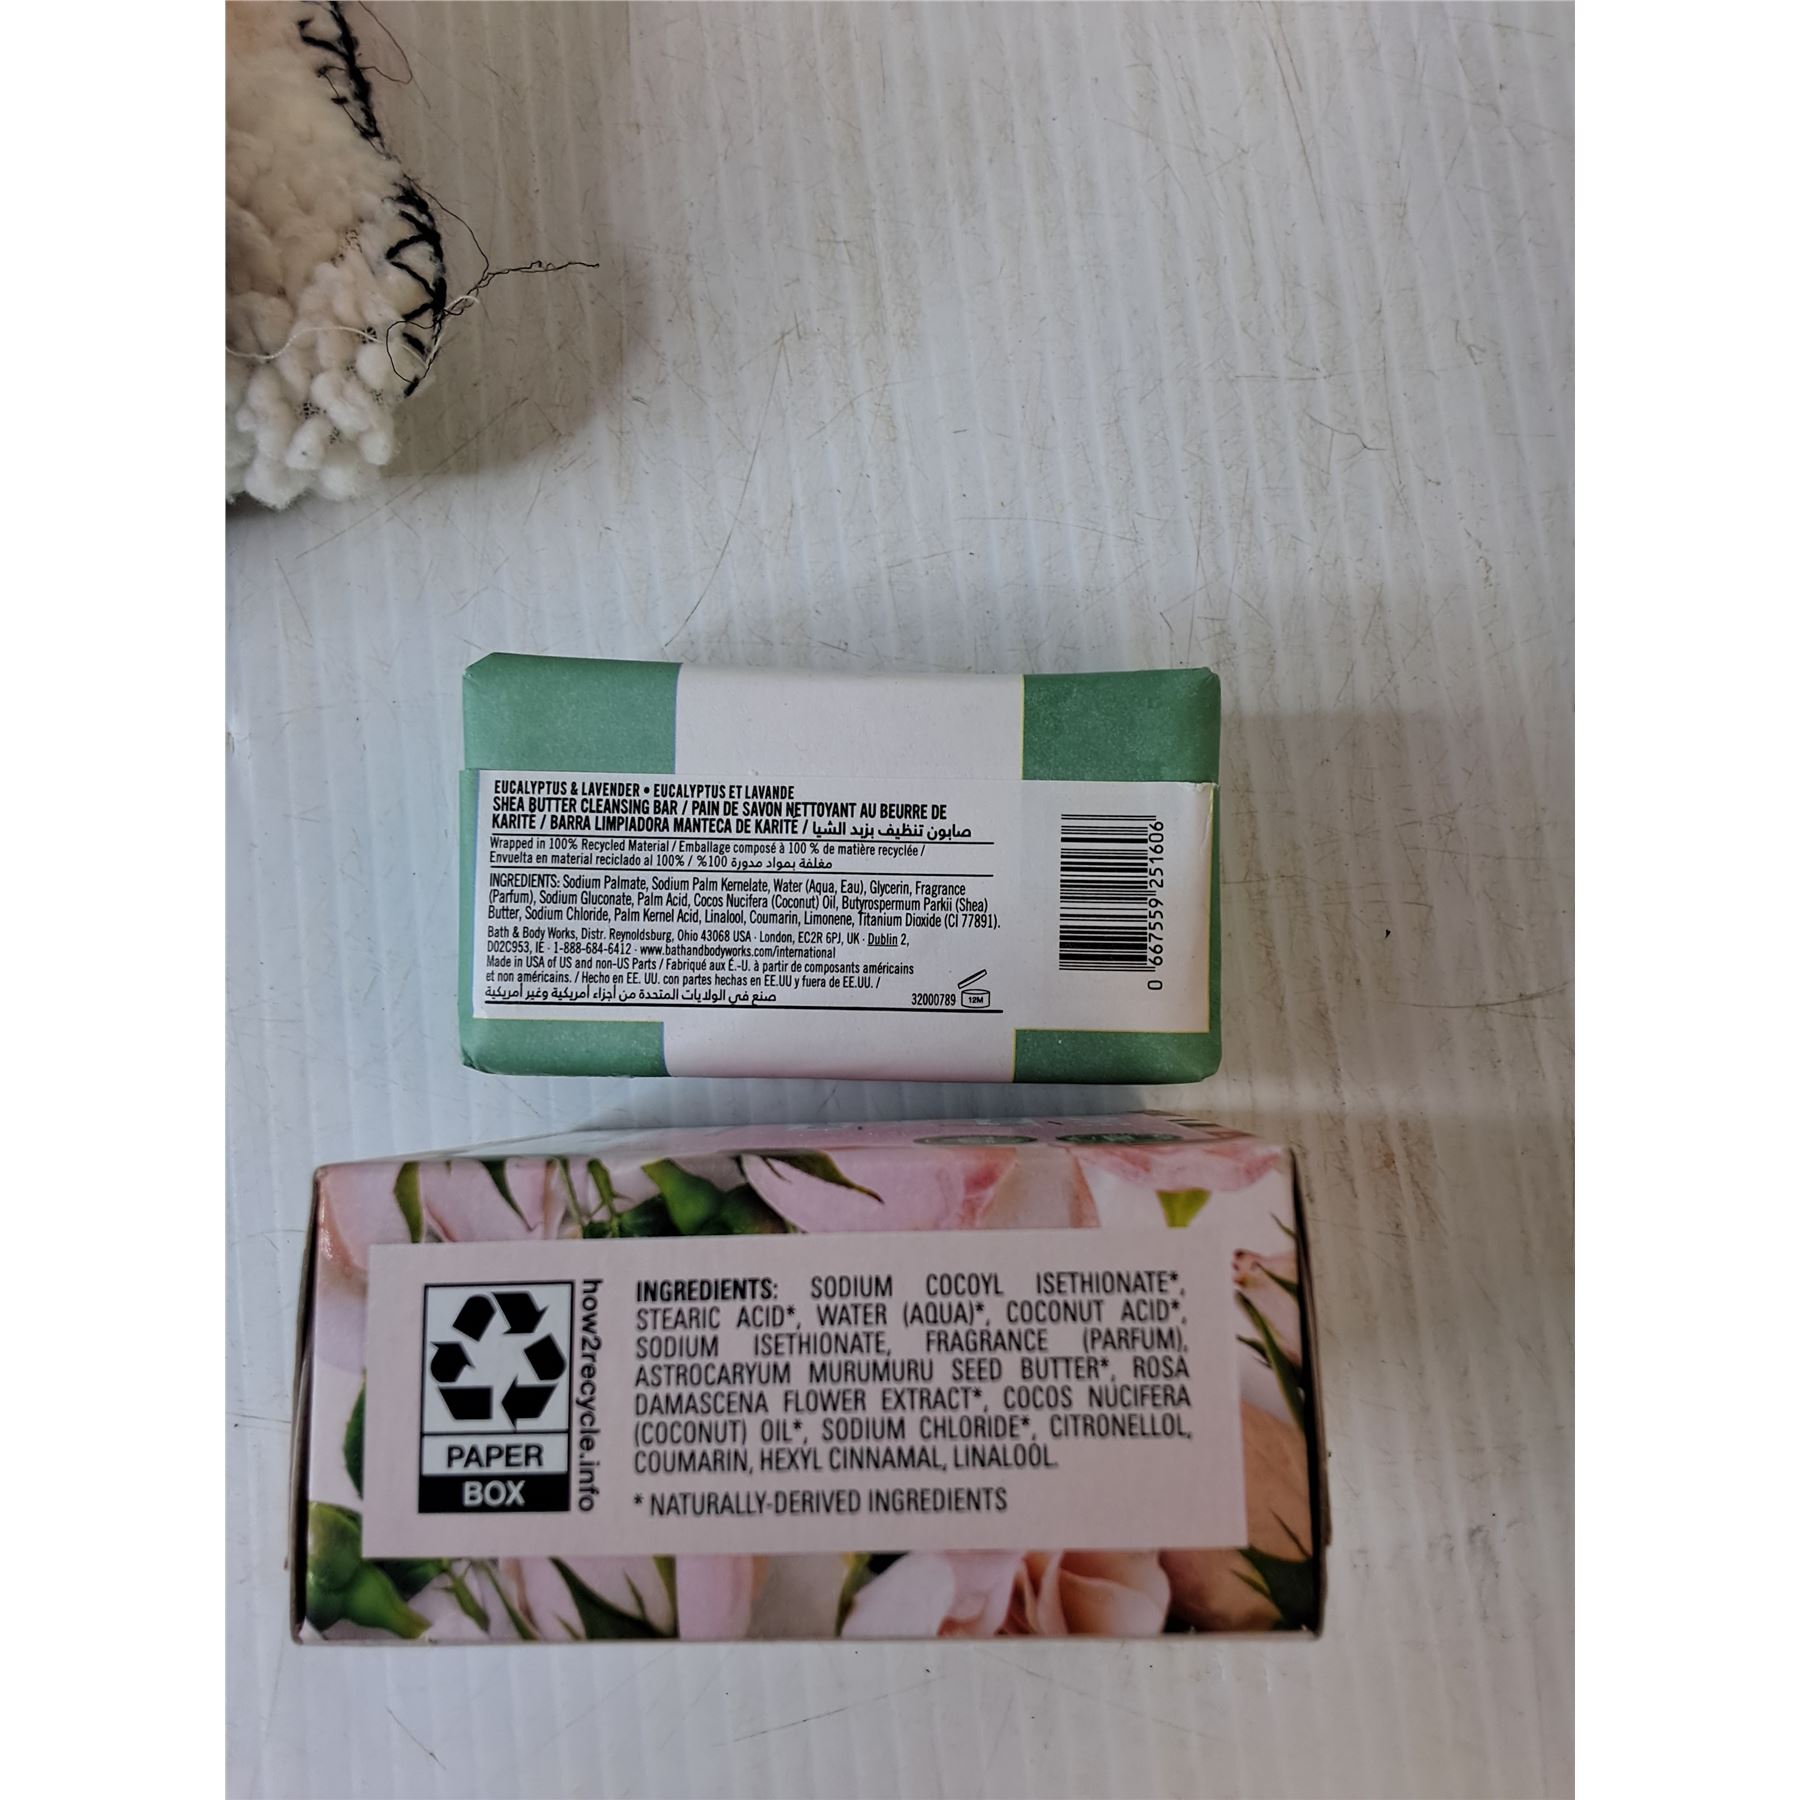 EUCALYPTUS & LAVENDER • EUCALYPTUS ET LAVANDE
SHEA BUTTER CLEANSING BAR / PAIN DE SAVON NETTOYANT AU BEURRE DE
KARITÉ / BARRA LIMPIADORA MANTECA DE KARITÉ / صابون تنظيف بزبد الشيا
Wrapped in 100% Recycled Material / Emballage composé à 100 % de matière recyclée /
Envuelta en material reciclado al 100% / مغلفة بمواد مدورة 100%
INGREDIENTS: Sodium Palmate, Sodium Palm Kernelate, Water (Aqua, Eau), Glycerin, Fragrance
(Parfum), Sodium Gluconate, Palm Acid, Cocos Nucifera (Coconut) Oil, Butyrospermum Parkii (Shea)
Butter, Sodium Chloride, Palm Kernel Acid, Linalool, Coumarin, Limonene, Titanium Dioxide (CI 77891).
Bath & Body Works, Distr. Reynoldsburg, Ohio 43068 USA · London, EC2R 6PJ, UK · Dublin 2,
D02C953, IE · 1-888-684-6412 · www.bathandbodyworks.com/international
Made in USA of US and non-US Parts / Fabriqué aux É.-U. à partir de composants américains
et non américains. / Hecho en EE. UU. con partes hechas en EE.UU y fuera de EE.UU. /
صنع في الولايات المتحدة من أجزاء أمريكية وغير أمريكية
32000789 12M
0 667559 251606
PAPER
BOX
how2recycle.info
INGREDIENTS: SODIUM COCOYL ISETHIONATE*,
STEARIC ACID*, WATER (AQUA)*, COCONUT ACID*,
SODIUM ISETHIONATE, FRAGRANCE (PARFUM),
ASTROCARYUM MURUMURU SEED BUTTER*, ROSA
DAMASCENA FLOWER EXTRACT*, COCOS NUCIFERA
(COCONUT) OIL*, SODIUM CHLORIDE*, CITRONELLOL,
COUMARIN, HEXYL CINNAMAL, LINALOOL.
* NATURALLY-DERIVED INGREDIENTS